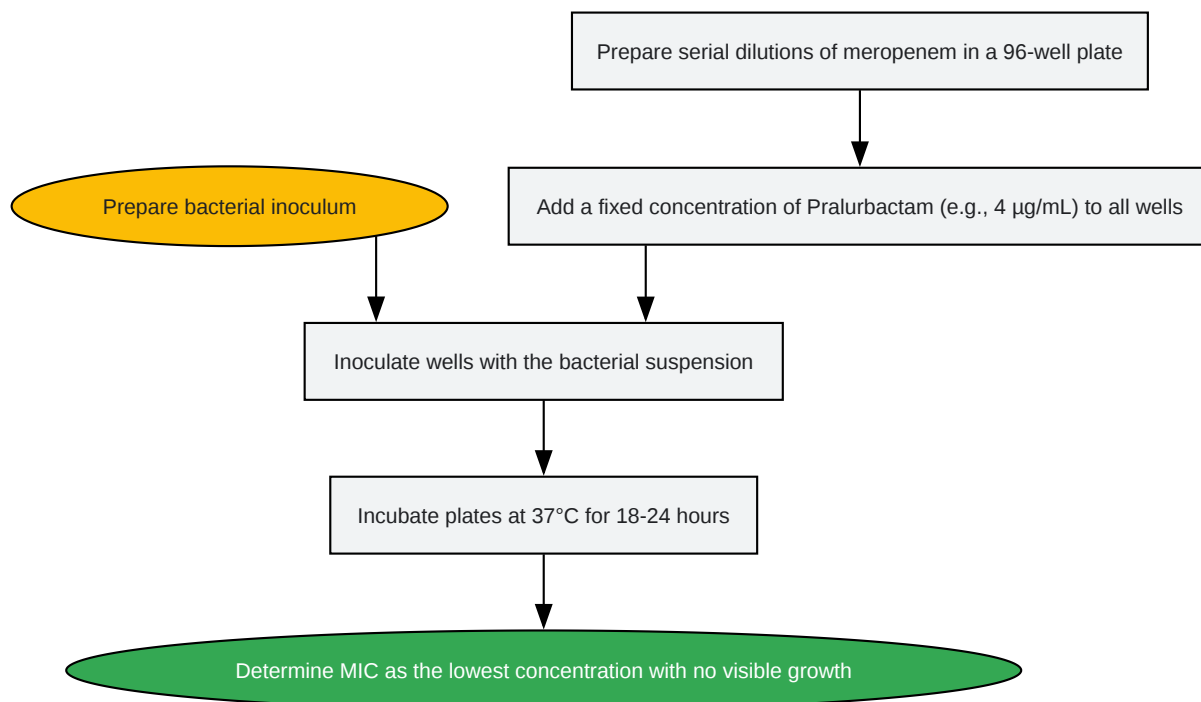 Prepare serial dilutions of meropenem in a 96-well plate
Prepare bacterial inoculum
Add a fixed concentration of Pralurbactam (e.g., 4 µg/mL) to all wells
Inoculate wells with the bacterial suspension
Incubate plates at 37°C for 18-24 hours
Determine MIC as the lowest concentration with no visible growth